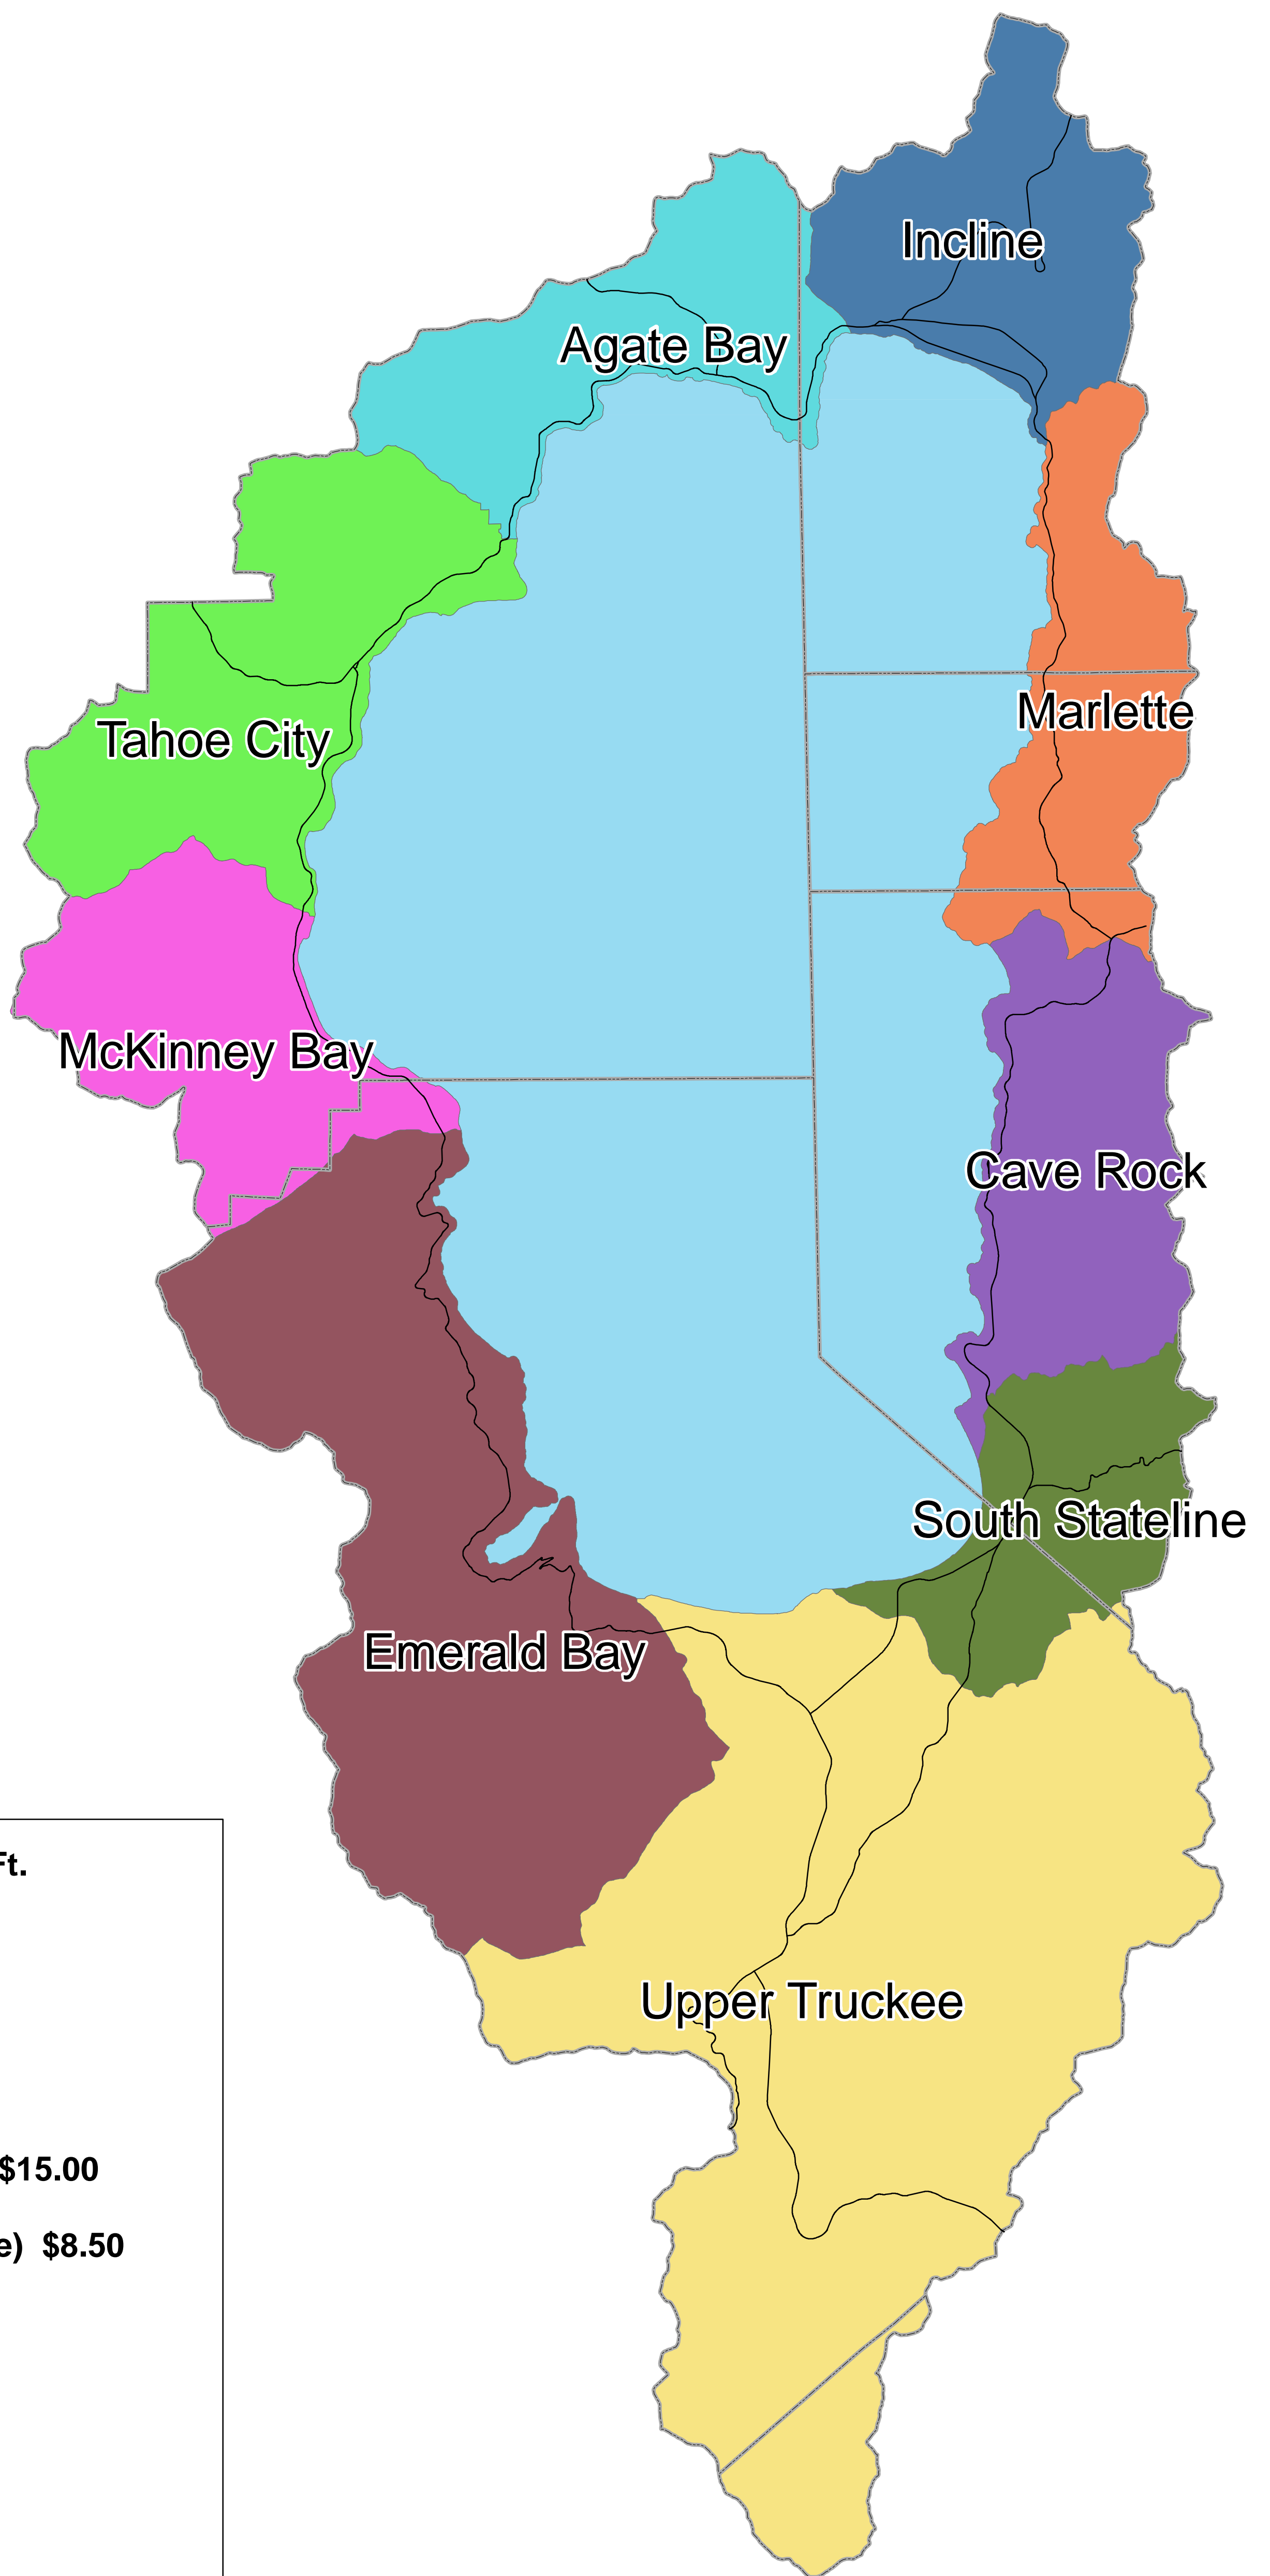 Incline
Agate Bay
Marlette
Tahoe City
McKinney Bay
Cave Rock
South Stateline
Emerald Bay
Ft.
Upper Truckee
$15.00
e) $8.50